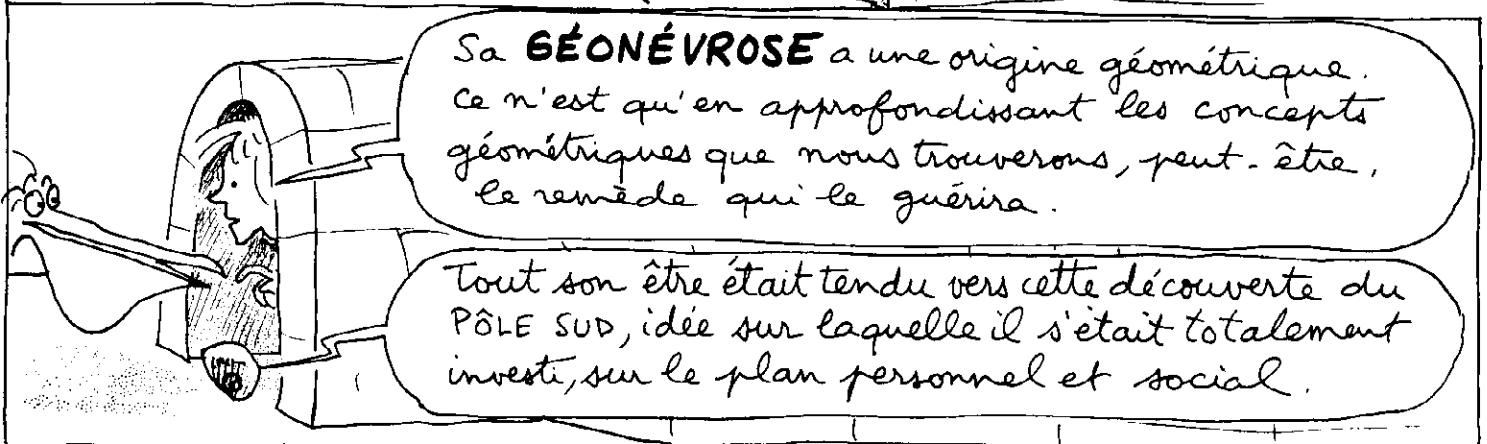 Sa GÉONÉVROSE a une origine géométrique.
Ce n'est qu'en approfondissant les concepts
géométriques que nous trouverons, peut-être,
le remède qui le guérira.
Tout son être était tendu vers cette découverte du
PÔLE SUD, idée sur laquelle il s'était totalement
investi, sur le plan personnel et social.